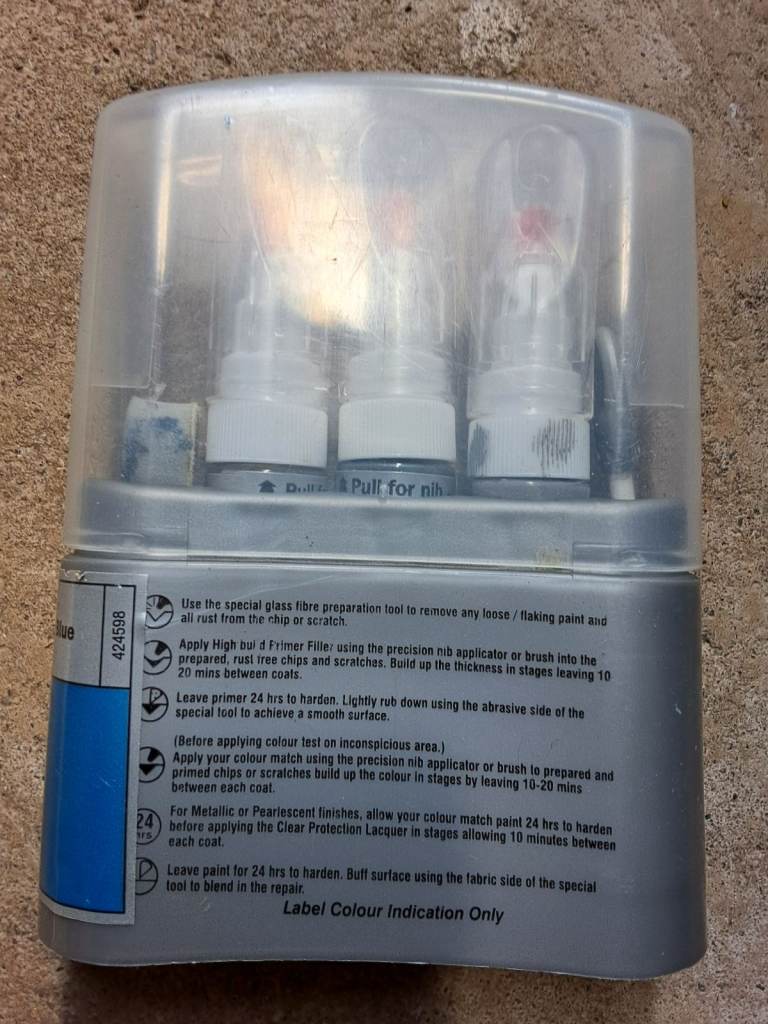 Pull for nib
Blue
424598
Use the special glass fibre preparation tool to remove any loose / flaking paint and
all rust from the chip or scratch.
Apply High build Primer Filler using the precision nib applicator or brush into the
prepared, rust free chips and scratches. Build up the thickness in stages leaving 10-
20 mins between coats.
Leave primer 24 hrs to harden. Lightly rub down using the abrasive side of the
special tool to achieve a smooth surface.
(Before applying colour test on inconspicious area.)
Apply your colour match using the precision nib applicator or brush to prepared and
primed chips or scratches build up the colour in stages by leaving 10-20 mins
between each coat.
24
HRS
For Metallic or Pearlescent finishes, allow your colour match paint 24 hrs to harden
before applying the Clear Protection Lacquer in stages allowing 10 minutes between
each coat.
Leave paint for 24 hrs to harden. Buff surface using the fabric side of the special
tool to blend in the repair.
Label Colour Indication Only